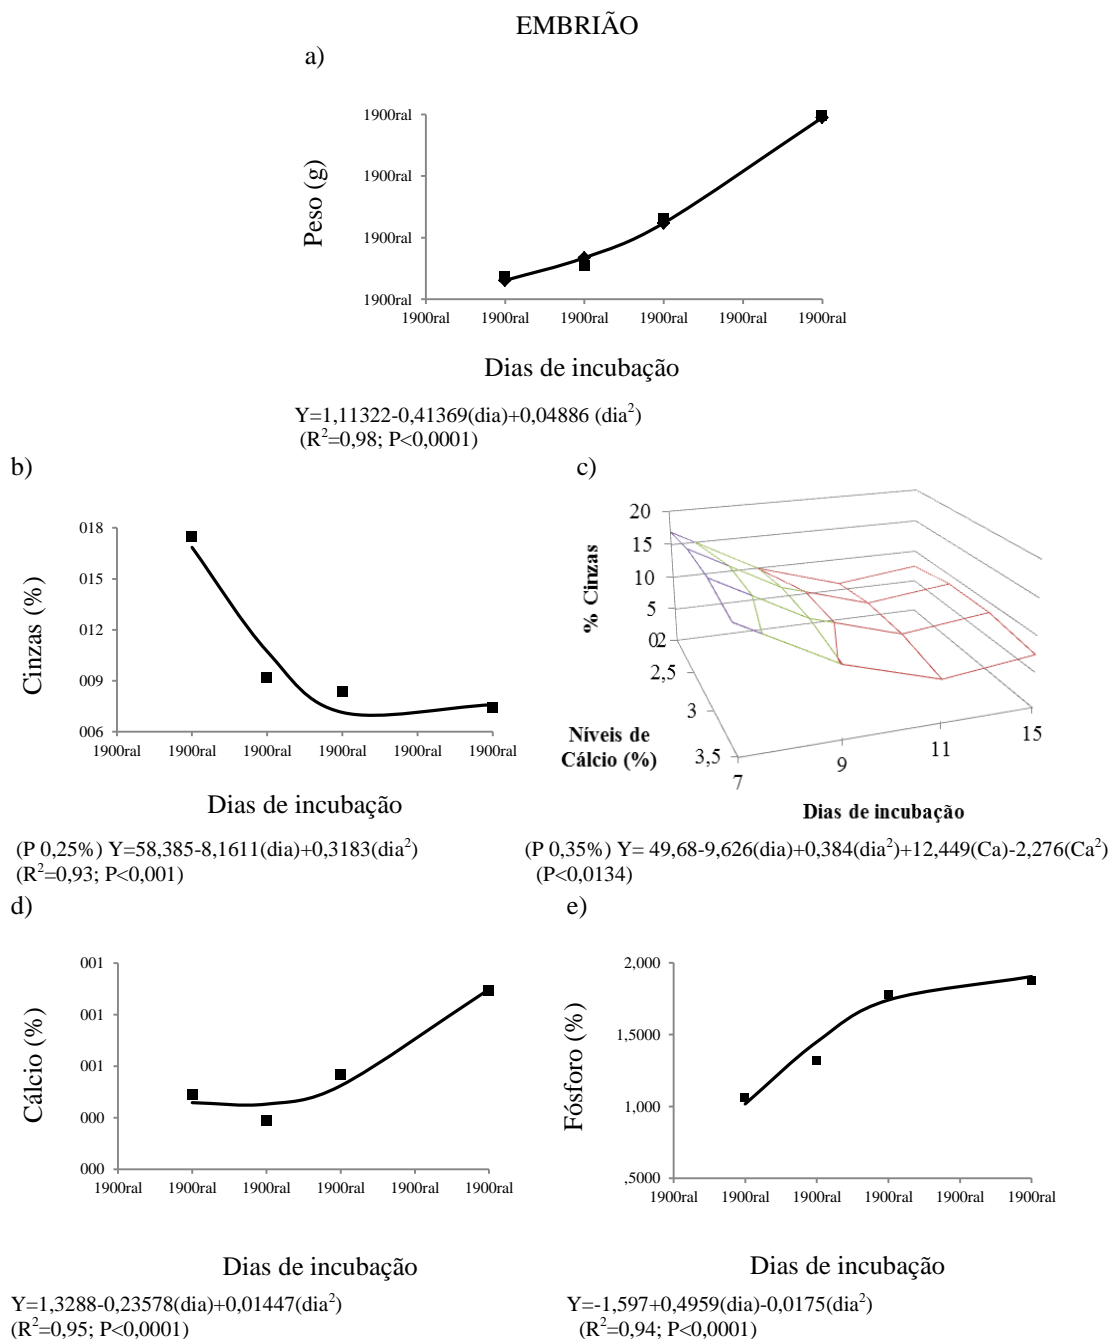 EMBRIÃO
a)
1900ral
1900ral
1900ral
1900ral
Peso (g)
1900ral 1900ral 1900ral 1900ral 1900ral 1900ral
Dias de incubação
Y=1,11322-0,41369(dia)+0,04886 (dia²)
(R²=0,98; P<0,0001)
b)
018
015
012
009
006
Cinzas (%)
1900ral 1900ral 1900ral 1900ral 1900ral 1900ral
Dias de incubação
(P 0,25%) Y=58,385-8,1611(dia)+0,3183(dia²)
(R²=0,93; P<0,001)
c)
20
15
10
5
0
% Cinzas
2
2,5
3
3,5
Níveis de
Cálcio (%)
7 9 11 15
Dias de incubação
(P 0,35%) Y= 49,68-9,626(dia)+0,384(dia²)+12,449(Ca)-2,276(Ca²)
(P<0,0134)
d)
001
001
001
000
000
Cálcio (%)
1900ral 1900ral 1900ral 1900ral 1900ral 1900ral
Dias de incubação
Y=1,3288-0,23578(dia)+0,01447(dia²)
(R²=0,95; P<0,0001)
e)
2,000
1,5000
1,000
,5000
Fósforo (%)
1900ral 1900ral 1900ral 1900ral 1900ral 1900ral
Dias de incubação
Y=-1,597+0,4959(dia)-0,0175(dia²)
(R²=0,94; P<0,0001)